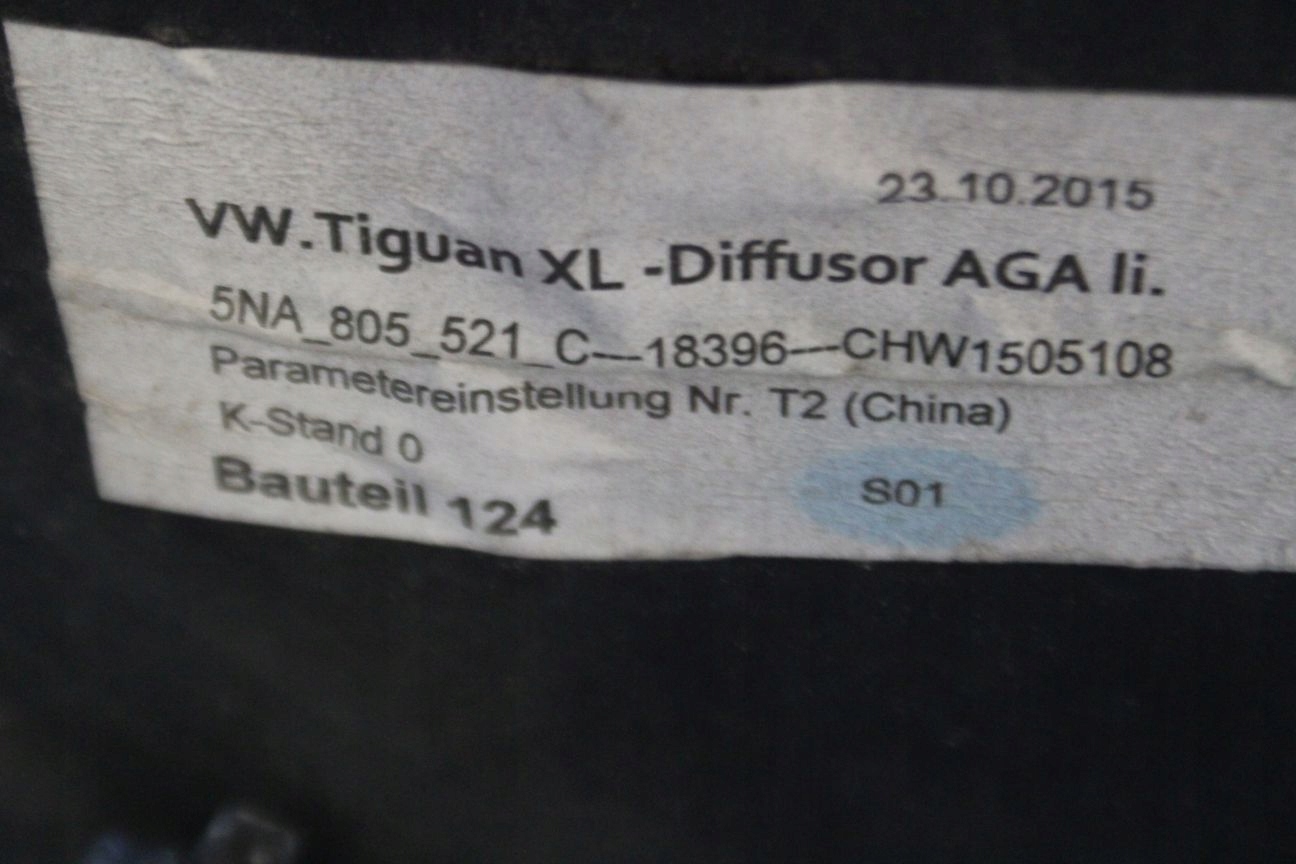 23.10.2015
VW.Tiguan XL -Diffusor AGA li.
5NA_805_521_C—18396—CHW1505108
Parametereinstellung Nr. T2 (China)
K-Stand 0
Bauteil 124
S01